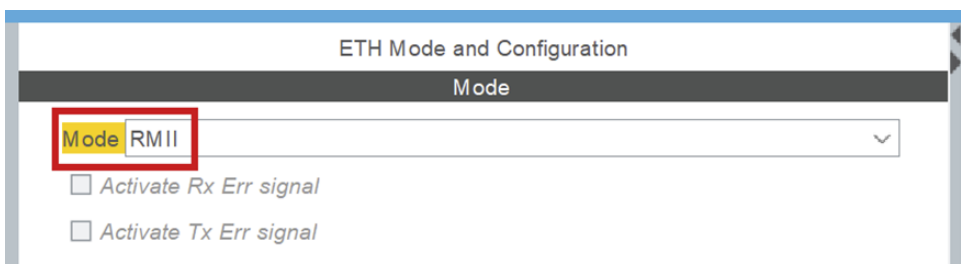 ETH Mode and Configuration
Mode
Mode RMII
Activate Rx Err signal
Activate Tx Err signal